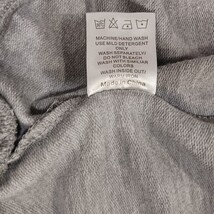 MACHINE/HAND WASH
USE MILD DETERGENT
ONLY
WASH SEPARATELY!
DO NOT BLEACH
WASH WITH SIMILAR
COLORS
WASH INSIDE OUT/
Made in China